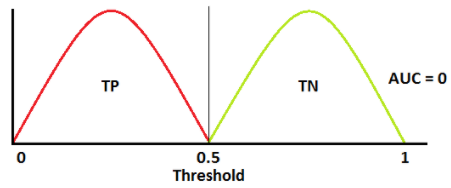 TP
TN
AUC = 0
0
0.5
1
Threshold